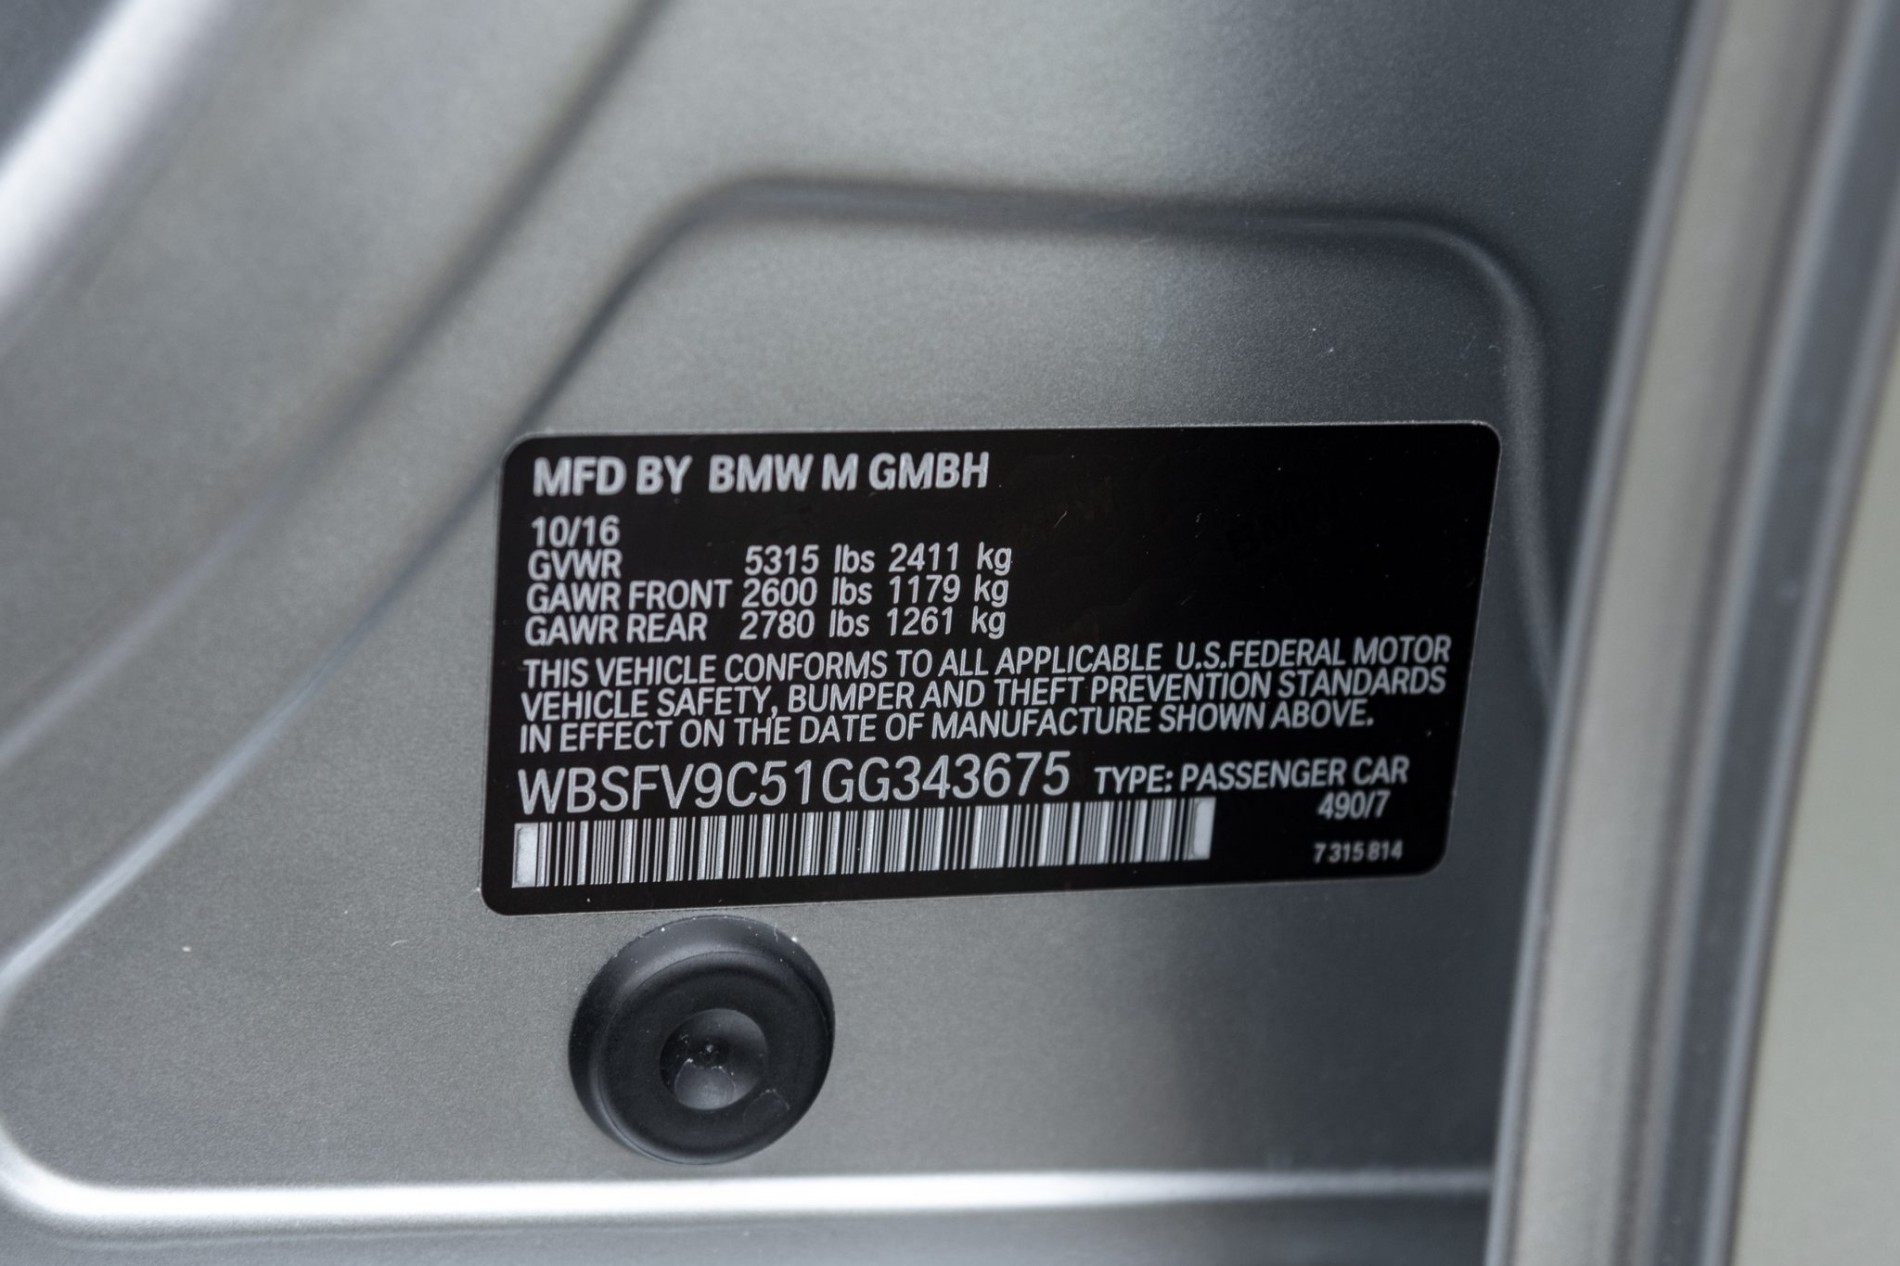 MFD BY BMW M GMBH
10/16
GVWR 5315 lbs 2411 kg
GAWR FRONT 2600 lbs 1179 kg
GAWR REAR 2780 lbs 1261 kg
THIS VEHICLE CONFORMS TO ALL APPLICABLE U.S.FEDERAL MOTOR
VEHICLE SAFETY, BUMPER AND THEFT PREVENTION STANDARDS
IN EFFECT ON THE DATE OF MANUFACTURE SHOWN ABOVE.
WBSFV9C51GG343675 TYPE: PASSENGER CAR
490/7
7 315 814